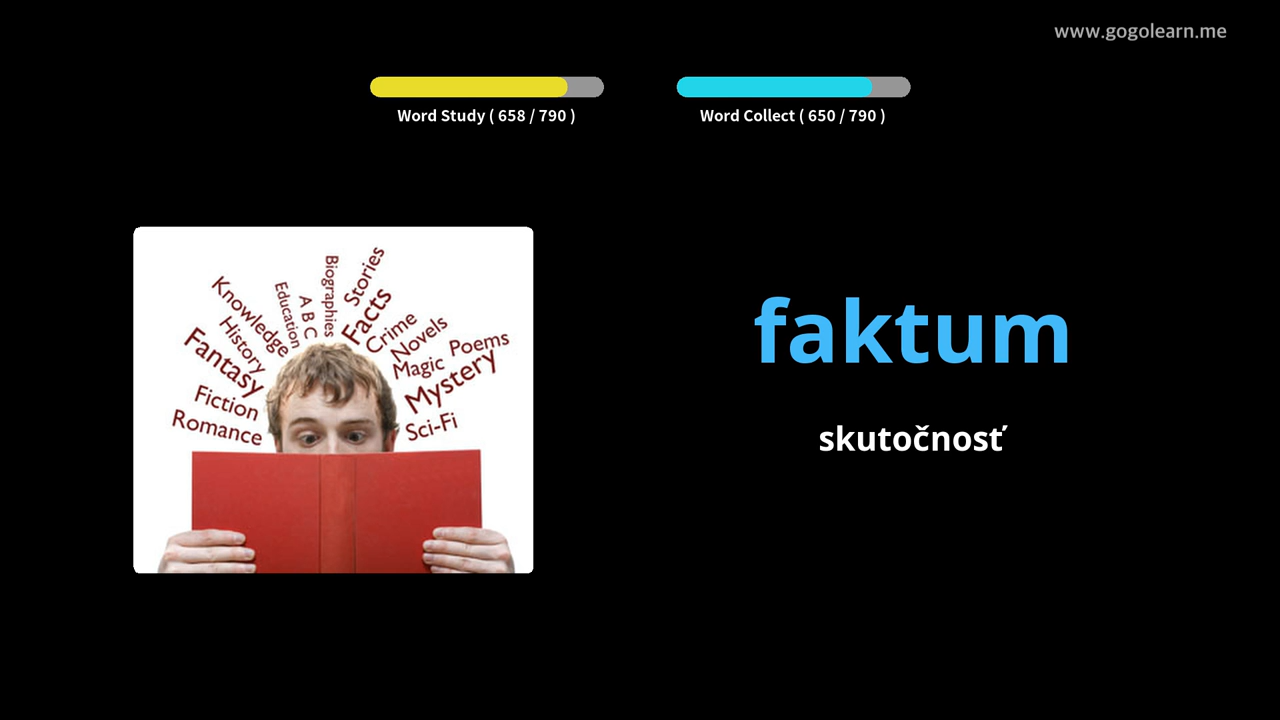 www.gogolearn.me
Word Study ( 658 / 790 )
Word Collect ( 650 / 790 )
Biographies
Stories
Education
A B C
Facts
Knowledge
Crime
History
Novels
Poems
Fantasy
Magic
Mystery
Fiction
Sci-Fi
Romance
faktum
skutočnosť